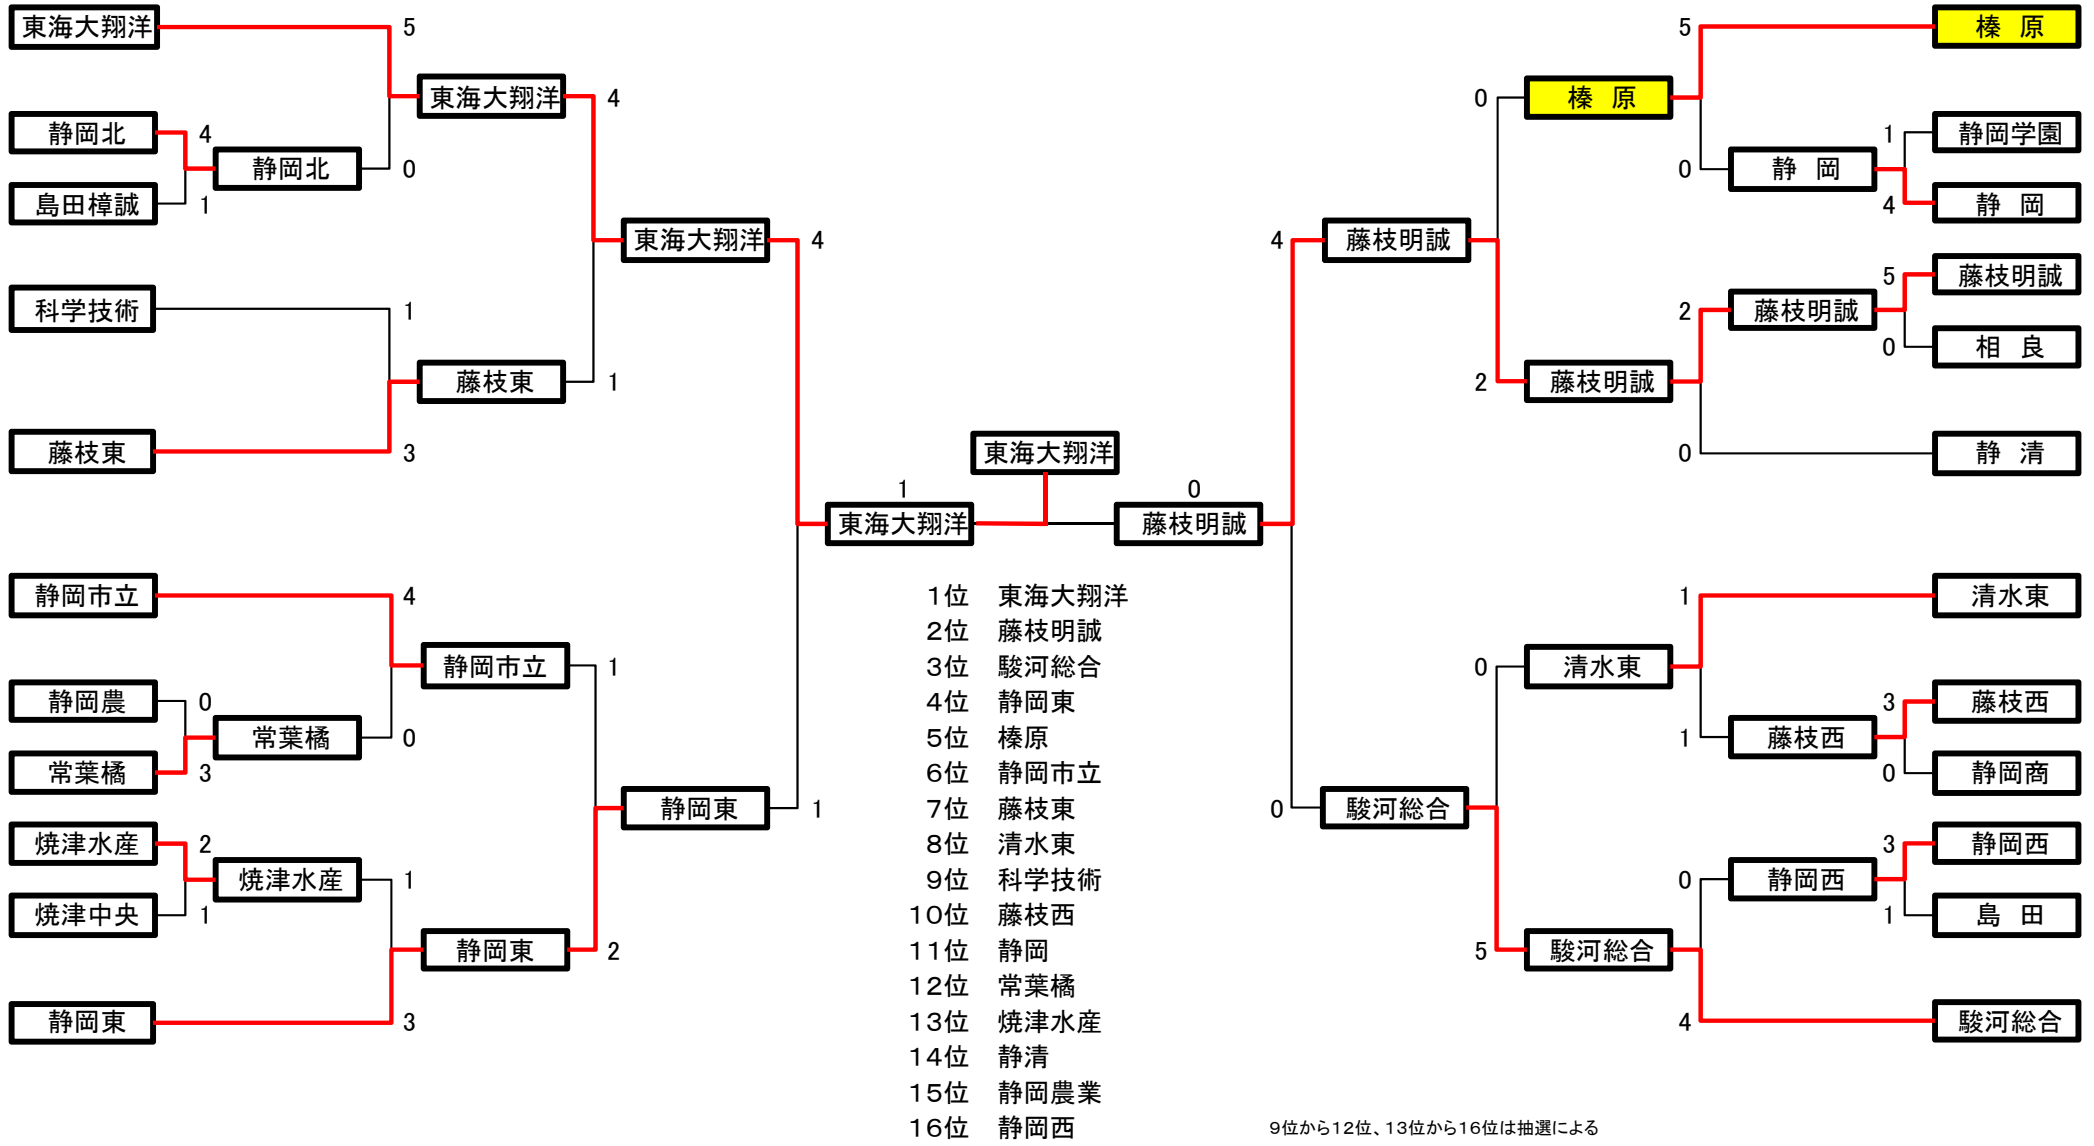 東海大翔洋
5
静岡北
4
島田樟誠
1
静岡北
0
東海大翔洋
4
科学技術
1
藤枝東
3
藤枝東
1
東海大翔洋
4
静岡市立
4
静岡農
0
常葉橘
3
常葉橘
0
静岡市立
1
焼津水産
2
焼津中央
1
焼津水産
1
静岡東
3
静岡東
2
静岡東
1
東海大翔洋
1
東海大翔洋
0
藤枝明誠
4
藤枝明誠
0
榛 原
5
榛 原
0
静 岡
1
静岡学園
4
静 岡
2
藤枝明誠
2
藤枝明誠
5
藤枝明誠
0
相 良
0
静 清
0
駿河総合
0
清水東
1
清水東
1
藤枝西
3
藤枝西
0
静岡商
5
駿河総合
0
静岡西
3
静岡西
1
島 田
4
駿河総合
1位 東海大翔洋
2位 藤枝明誠
3位 駿河総合
4位 静岡東
5位 榛原
6位 静岡市立
7位 藤枝東
8位 清水東
9位 科学技術
10位 藤枝西
11位 静岡
12位 常葉橘
13位 焼津水産
14位 静清
15位 静岡農業
16位 静岡西
9位から12位、13位から16位は抽選による